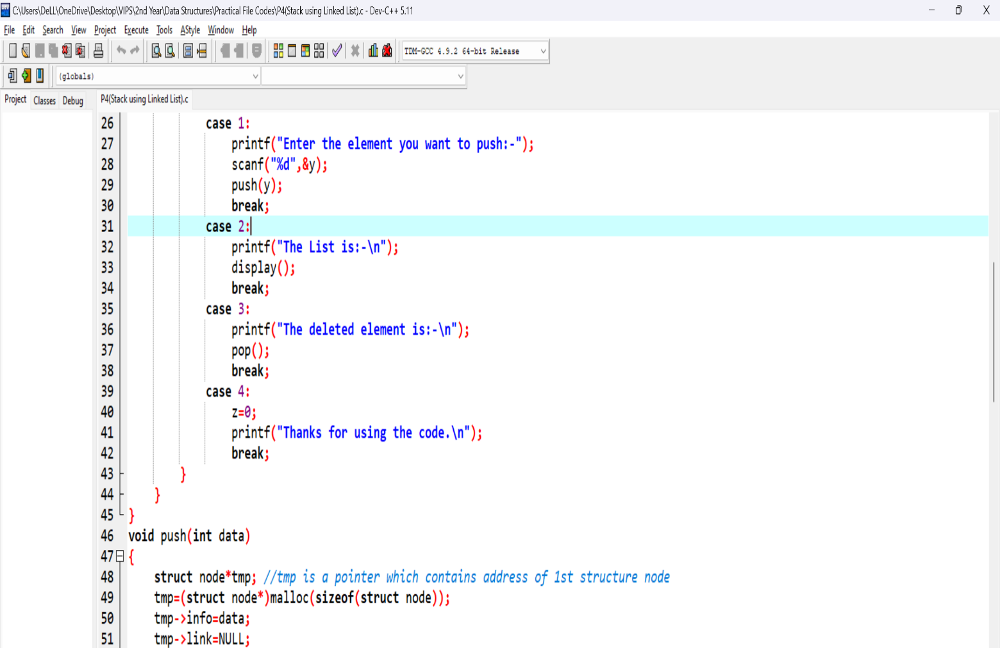 C:\Users\DeLL\OneDrive\Desktop\VIPS\2nd Year\Data Structures\Practical File Codes\P4(Stack using Linked List).c - Dev-C++ 5.11
File Edit Search View Project Execute Tools AStyle Window Help
TDM-GCC 4.9.2 64-bit Release
(globals)
Project Classes Debug P4(Stack using Linked List).c
26 case 1:
27 printf("Enter the element you want to push:-");
28 scanf("%d",&y);
29 push(y);
30 break;
31 case 2:
32 printf("The List is:-\n");
33 display();
34 break;
35 case 3:
36 printf("The deleted element is:-\n");
37 pop();
38 break;
39 case 4:
40 z=0;
41 printf("Thanks for using the code.\n");
42 break;
43 }
44 }
45 }
46 void push(int data)
47 {
48 struct node*tmp; //tmp is a pointer which contains address of 1st structure node
49 tmp=(struct node*)malloc(sizeof(struct node));
50 tmp->info=data;
51 tmp->link=NULL;